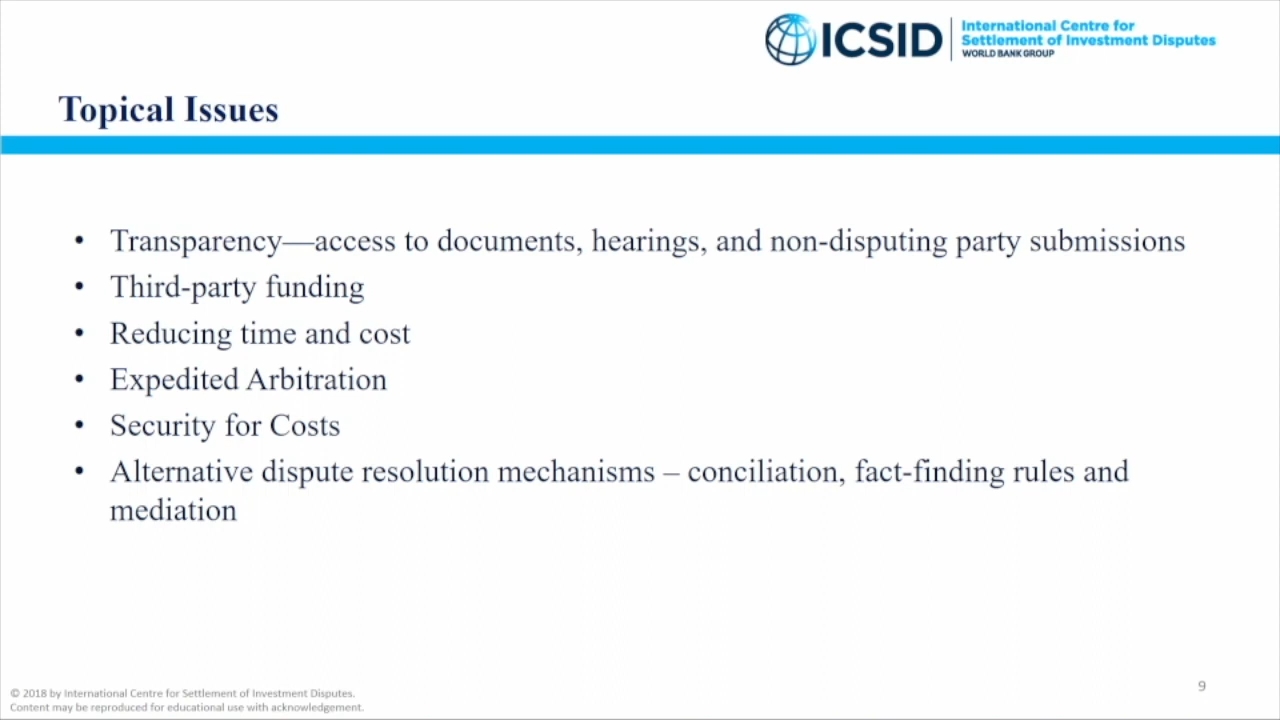 ICSID
International Centre for
Settlement of Investment Disputes
WORLD BANK GROUP
Topical Issues
• Transparency—access to documents, hearings, and non-disputing party submissions
• Third-party funding
• Reducing time and cost
• Expedited Arbitration
• Security for Costs
• Alternative dispute resolution mechanisms – conciliation, fact-finding rules and
mediation
© 2018 by International Centre for Settlement of Investment Disputes.
Content may be reproduced for educational use with acknowledgement.
9